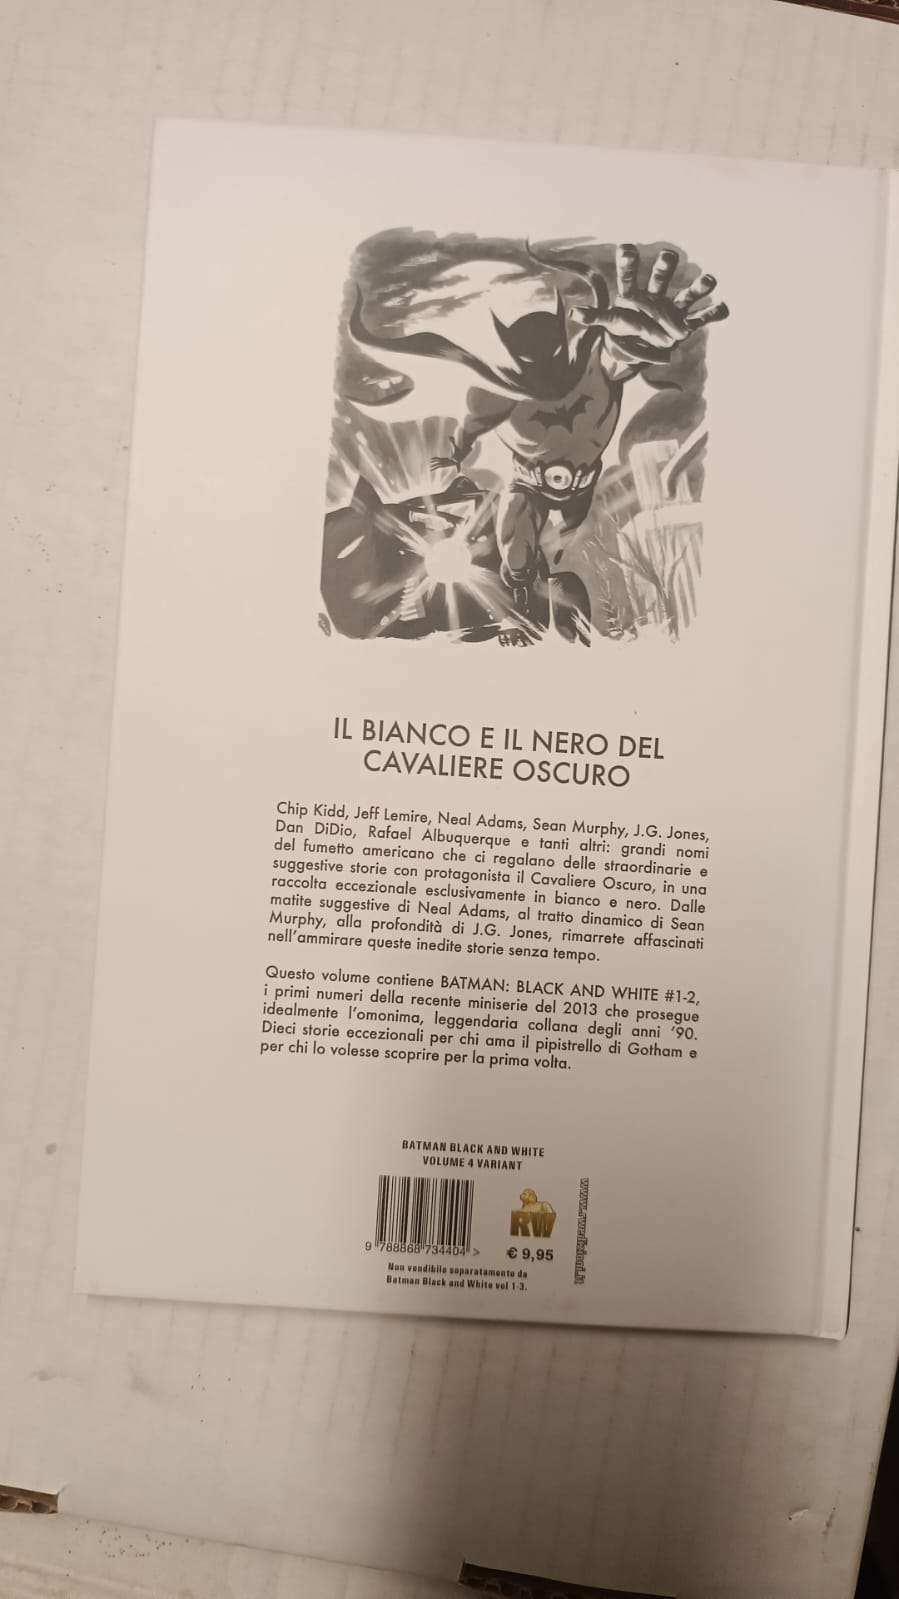 IL BIANCO E IL NERO DEL
CAVALIERE OSCURO
Chip Kidd, Jeff Lemire, Neal Adams, Sean Murphy, J.G. Jones,
Dan DiDio, Rafael Albuquerque e tanti altri: grandi nomi
del fumetto americano che ci regalano delle straordinarie e
suggestive storie con protagonista il Cavaliere Oscuro, in una
raccolta eccezionale esclusivamente in bianco e nero. Dalle
matite suggestive di Neal Adams, al tratto dinamico di Sean
Murphy, alla profondità di J.G. Jones, rimarrete affascinati
nell'ammirare queste inedite storie senza tempo.
Questo volume contiene BATMAN: BLACK AND WHITE #1-2,
i primi numeri della recente miniserie del 2013 che prosegue
idealmente l'omonima, leggendaria collana degli anni '90.
Dieci storie eccezionali per chi ama il pipistrello di Gotham e
per chi lo volesse scoprire per la prima volta.
BATMAN BLACK AND WHITE
VOLUME 4 VARIANT
9 788868 734404 >
RW
€ 9,95
Non vendibile separatamente da
Batman Black and White vol 1-3.